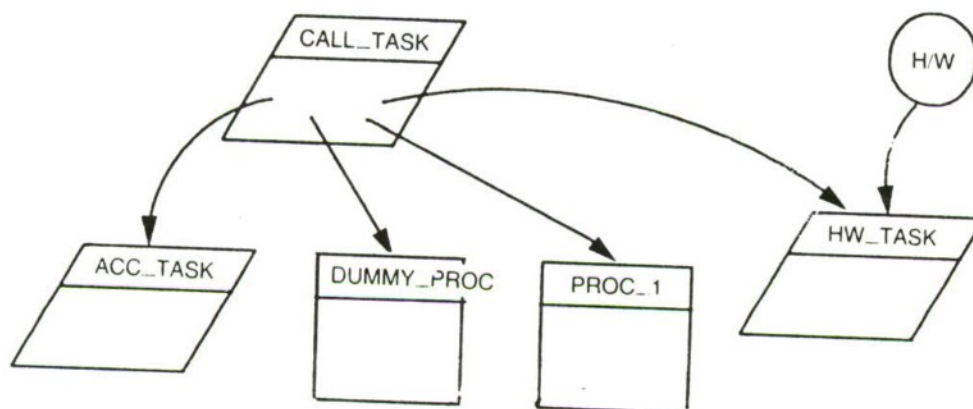 CALL_TASK
H/W
ACC_TASK
DUMMY_PROC
PROC_1
HW_TASK